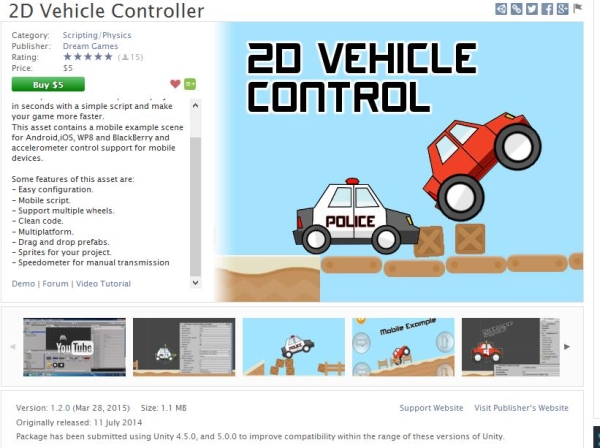 2D Vehicle Controller
Category: Scripting/Physics
Publisher: Dream Games
Rating: (15)
Price: $5
Buy $5
in seconds with a simple script and make
your game more faster.
This asset contains a mobile example scene
for Android,iOS, WP8 and BlackBerry and
accelerometer control support for mobile
devices.
Some features of this asset are:
- Easy configuration.
- Mobile script.
- Support multiple wheels.
- Clean code.
- Multiplatform.
- Drag and drop prefabs.
- Sprites for your project.
- Speedometer for manual transmission
Demo | Forum | Video Tutorial
2D VEHICLE
CONTROL
POLICE
YouTube
POLICE
Mobile Example
Version: 1.2.0 (Mar 28, 2015) Size: 1.1 MB
Support Website Visit Publisher's Website
Originally released: 11 July 2014
Package has been submitted using Unity 4.5.0, and 5.0.0 to improve compatibility within the range of these versions of Unity.